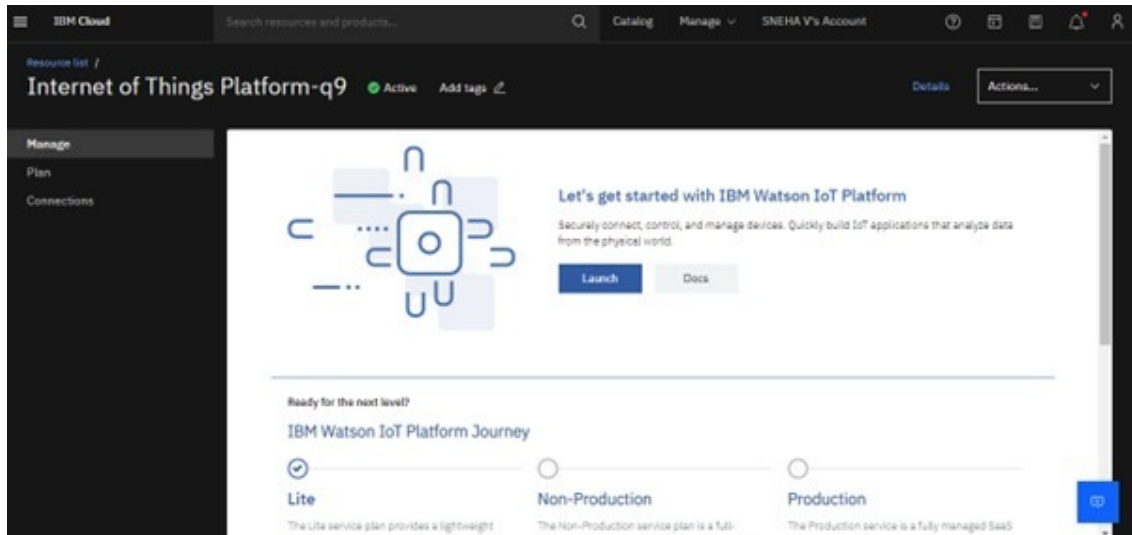 IBM Cloud
Search resources and products...
Catalog
Manage
SNEHA V's Account
Resource list /
Internet of Things Platform-q9
Active
Add tags
Details
Actions...
Manage
Plan
Connections
Let's get started with IBM Watson IoT Platform
Securely connect, control, and manage devices. Quickly build IoT applications that analyze data
from the physical world.
Launch
Docs
Ready for the next level?
IBM Watson IoT Platform Journey
Lite
Non-Production
Production
The Lite service plan provides a lightweight
The Non-Production service plan is a full-
The Production service is a fully managed SaaS